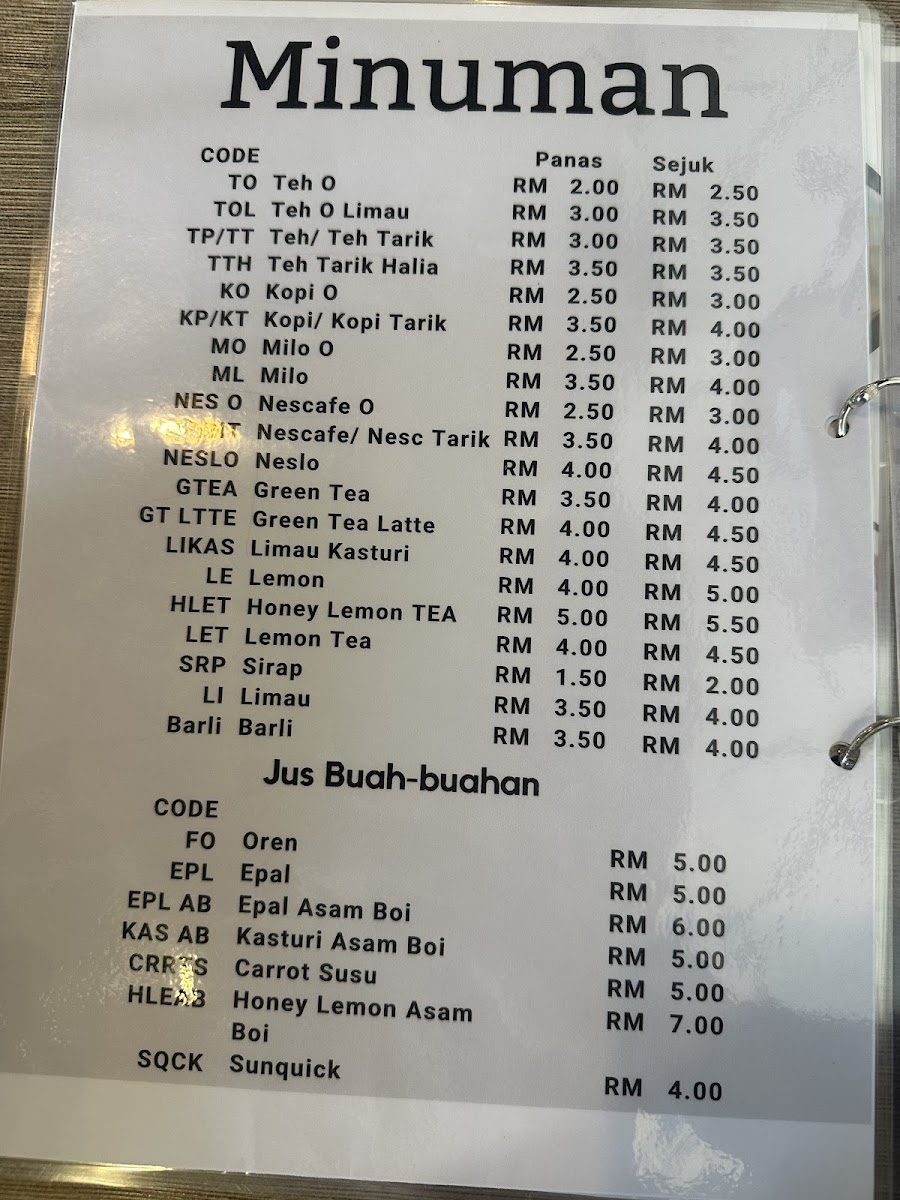 Minuman
CODE Panas Sejuk
TO Teh O RM 2.00 RM 2.50
TOL Teh O Limau RM 3.00 RM 3.50
TP/TT Teh/ Teh Tarik RM 3.00 RM 3.50
TTH Teh Tarik Halia RM 3.50 RM 3.50
KO Kopi O RM 2.50 RM 3.00
KP/KT Kopi/ Kopi Tarik RM 3.50 RM 4.00
MO Milo O RM 2.50 RM 3.00
ML Milo RM 3.50 RM 4.00
NES O Nescafe O RM 2.50 RM 3.00
Nescafe/ Nesc Tarik RM 3.50 RM 4.00
NESLO Neslo RM 4.00 RM 4.50
GTEA Green Tea RM 3.50 RM 4.00
GT LTTE Green Tea Latte RM 4.00 RM 4.50
LIKAS Limau Kasturi RM 4.00 RM 4.50
LE Lemon RM 4.00 RM 5.00
HLET Honey Lemon TEA RM 5.00 RM 5.50
LET Lemon Tea RM 4.00 RM 4.50
SRP Sirap RM 1.50 RM 2.00
LI Limau RM 3.50 RM 4.00
Barli Barli RM 3.50 RM 4.00
Jus Buah-buahan
CODE
FO Oren RM 5.00
EPL Epal RM 5.00
EPL AB Epal Asam Boi RM 6.00
KAS AB Kasturi Asam Boi RM 5.00
CRRTS Carrot Susu RM 5.00
HLEAB Honey Lemon Asam RM 7.00
Boi
SQCK Sunquick RM 4.00